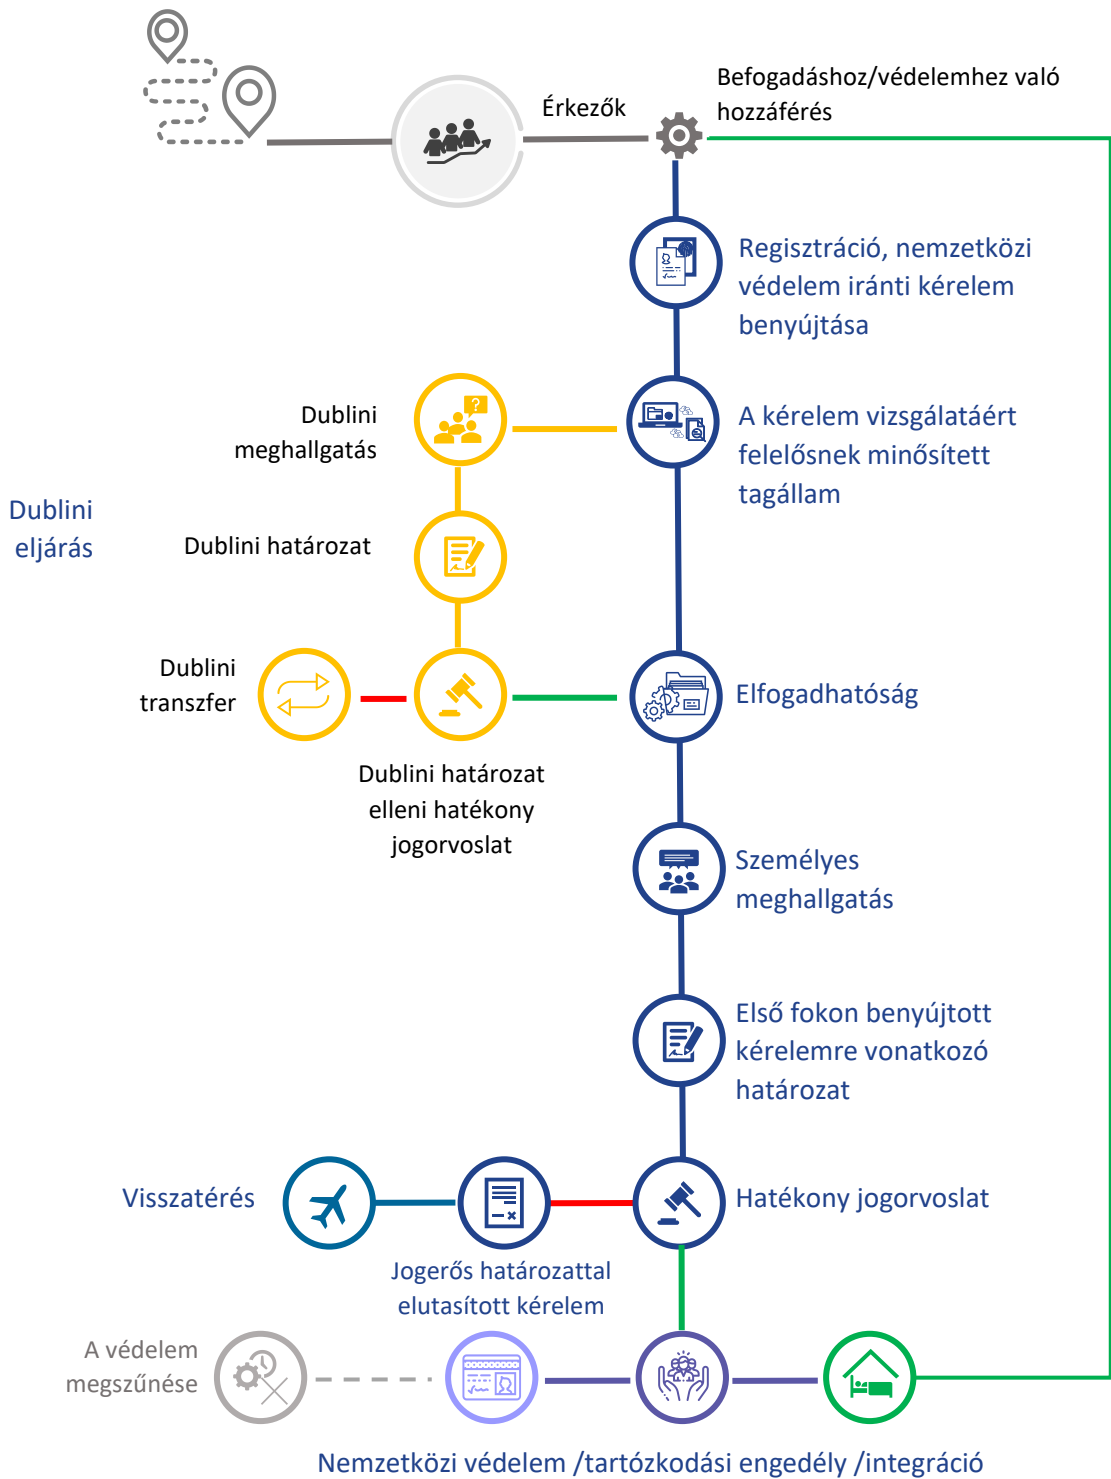 Érkezők
Befogadáshoz/védelemhez való
hozzáférés
Regisztráció, nemzetközi
védelem iránti kérelem
benyújtása
Dublini
meghallgatás
A kérelem vizsgálatáért
felelősnek minősített
tagállam
Dublini
eljárás
Dublini határozat
Dublini
transzfer
Elfogadhatóság
Dublini határozat
elleni hatékony
jogorvoslat
Személyes
meghallgatás
Első fokon benyújtott
kérelemre vonatkozó
határozat
Visszatérés
Hatékony jogorvoslat
Jogerős határozattal
elutasított kérelem
A védelem
megszűnése
Nemzetközi védelem /tartózkodási engedély /integráció